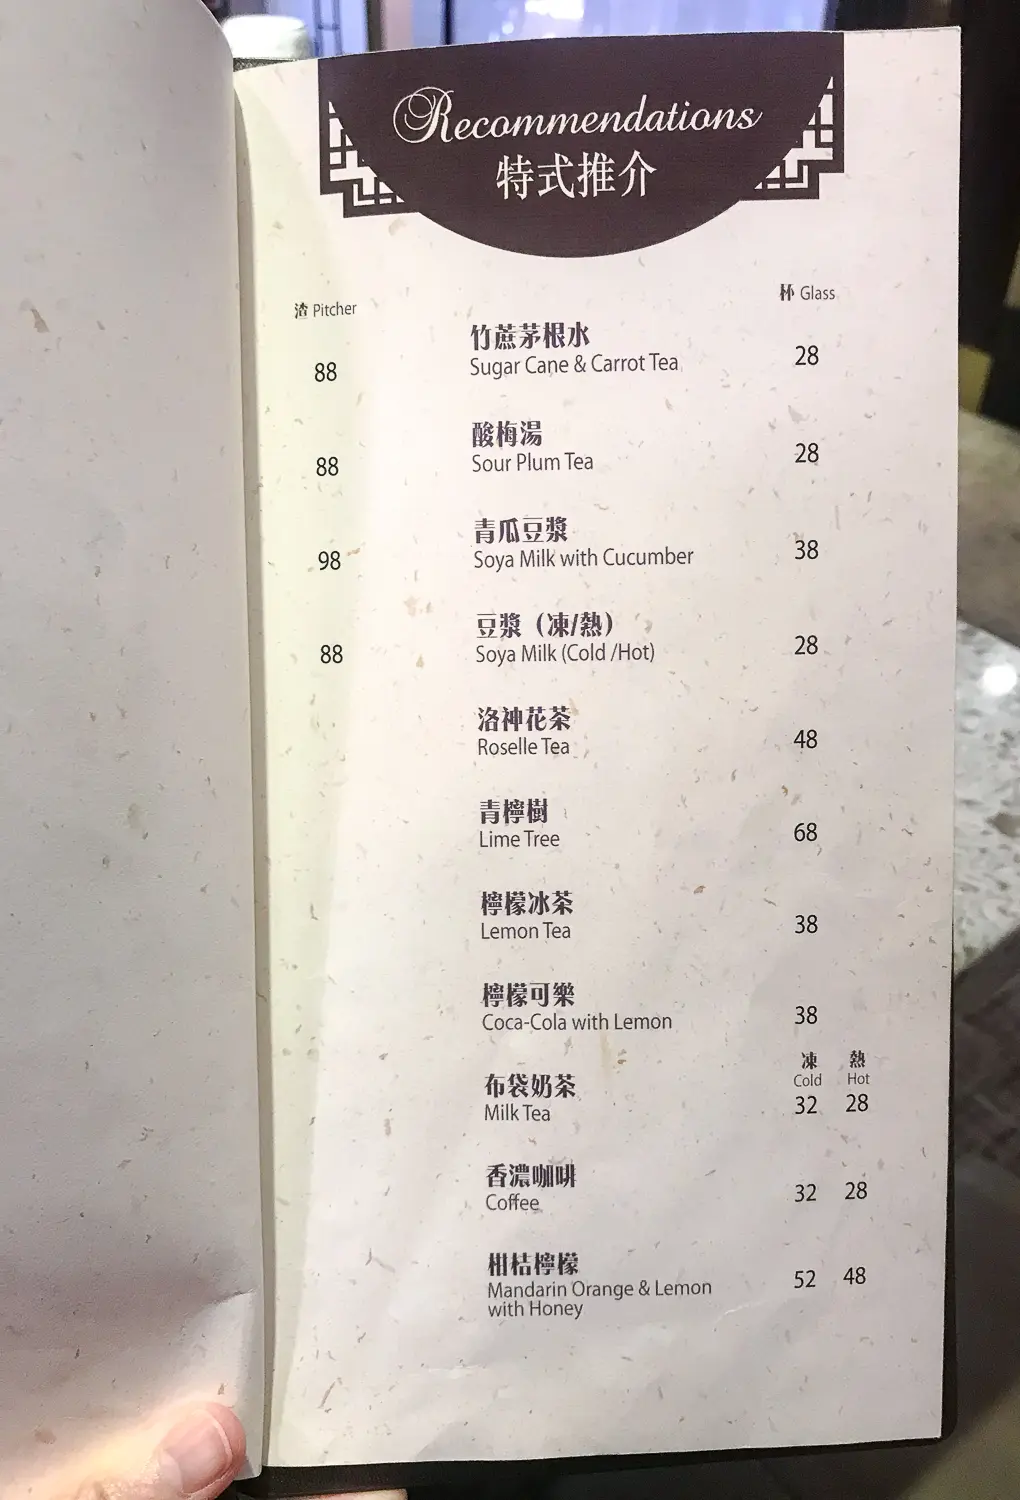 Recommendations
特式推介
渣 Pitcher
杯 Glass
竹蔗茅根水
88 Sugar Cane & Carrot Tea 28
酸梅湯
88 Sour Plum Tea 28
青瓜豆漿
98 Soya Milk with Cucumber 38
豆漿（凍/熱）
88 Soya Milk (Cold /Hot) 28
洛神花茶
Roselle Tea 48
青檸樹
Lime Tree 68
檸檬冰茶
Lemon Tea 38
檸檬可樂
Coca-Cola with Lemon 38
凍 熱
Cold Hot
布袋奶茶
Milk Tea 32 28
香濃咖啡
Coffee 32 28
柑桔檸檬
Mandarin Orange & Lemon 52 48
with Honey